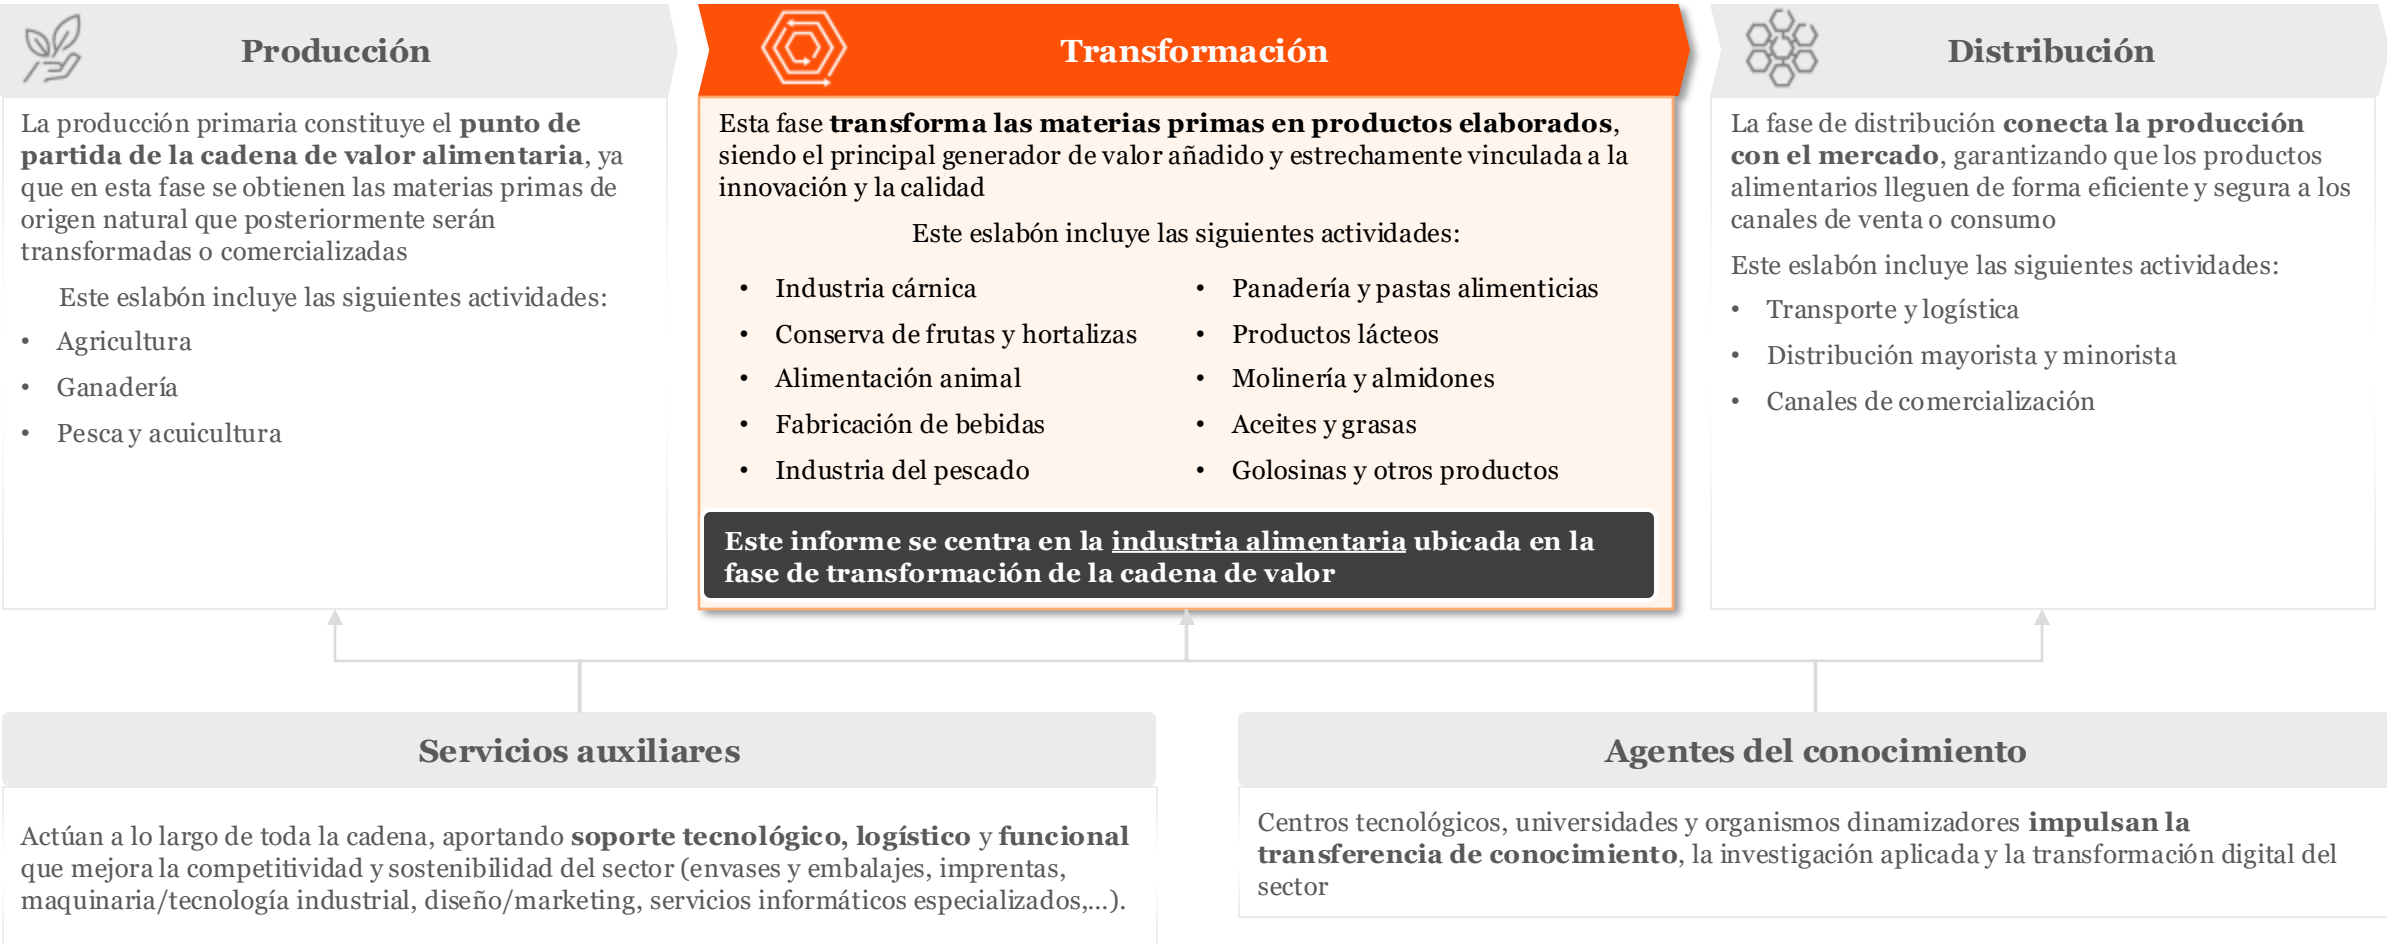 Producción
La producción primaria constituye el punto de
partida de la cadena de valor alimentaria, ya
que en esta fase se obtienen las materias primas de
origen natural que posteriormente serán
transformadas o comercializadas
Este eslabón incluye las siguientes actividades:
• Agricultura
• Ganadería
• Pesca y acuicultura
Transformación
Esta fase transforma las materias primas en productos elaborados,
siendo el principal generador de valor añadido y estrechamente vinculada a la
innovación y la calidad
Este eslabón incluye las siguientes actividades:
• Industria cárnica
• Conserva de frutas y hortalizas
• Alimentación animal
• Fabricación de bebidas
• Industria del pescado
• Panadería y pastas alimenticias
• Productos lácteos
• Molinería y almidones
• Aceites y grasas
• Golosinas y otros productos
Este informe se centra en la industria alimentaria ubicada en la
fase de transformación de la cadena de valor
Distribución
La fase de distribución conecta la producción
con el mercado, garantizando que los productos
alimentarios lleguen de forma eficiente y segura a los
canales de venta o consumo
Este eslabón incluye las siguientes actividades:
• Transporte y logística
• Distribución mayorista y minorista
• Canales de comercialización
Servicios auxiliares
Actúan a lo largo de toda la cadena, aportando soporte tecnológico, logístico y funcional
que mejora la competitividad y sostenibilidad del sector (envases y embalajes, imprentas,
maquinaria/tecnología industrial, diseño/marketing, servicios informáticos especializados,...).
Agentes del conocimiento
Centros tecnológicos, universidades y organismos dinamizadores impulsan la
transferencia de conocimiento, la investigación aplicada y la transformación digital del
sector